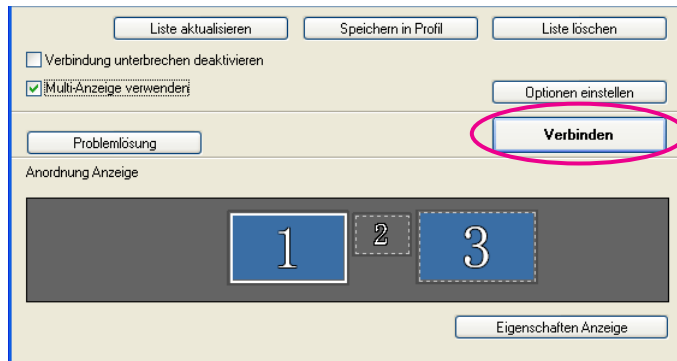 Liste aktualisieren Speichern in Profil Liste löschen
Verbindung unterbrechen deaktivieren
Multi-Anzeige verwenden
Optionen einstellen
Verbinden
Problemlösung
Anordnung Anzeige
1 2 3
Eigenschaften Anzeige